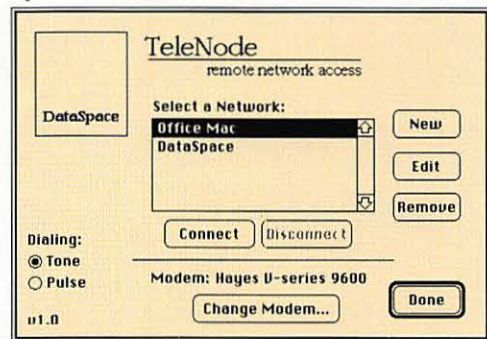 TeleNode
remote network access
DataSpace
Select a Network:
Office Mac
DataSpace
New
Edit
Remove
Connect
Disconnect
Dialing:
Tone
Pulse
Modem: Hayes V-series 9600
Change Modem...
Done
v1.0